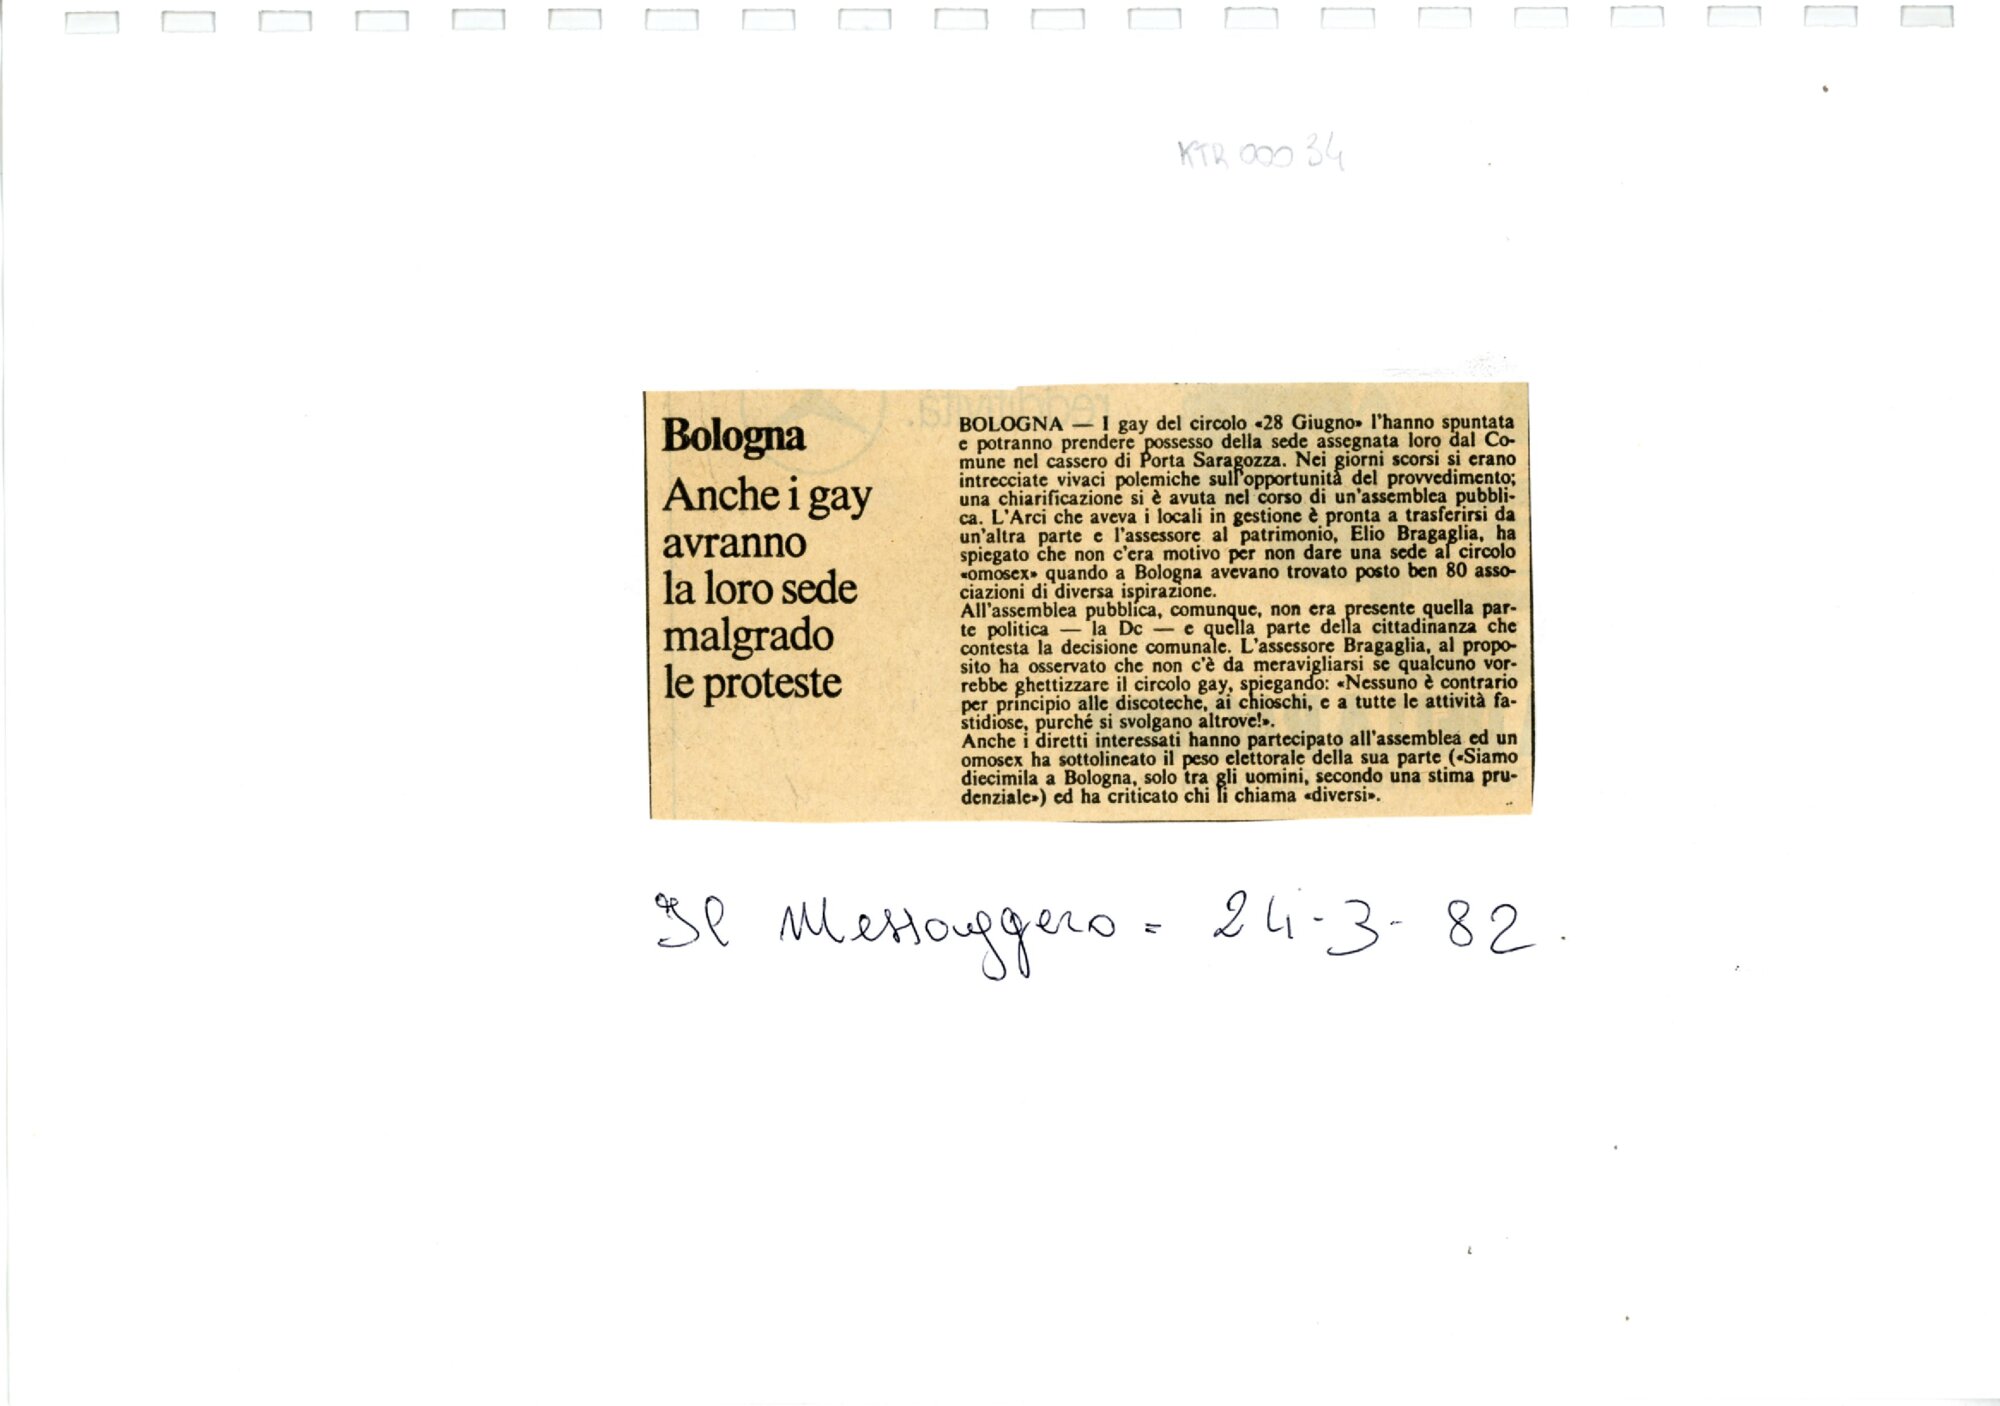 KTR 00034
Bologna
Anche i gay
avranno
la loro sede
malgrado
le proteste
BOLOGNA — I gay del circolo «28 Giugno» l'hanno spuntata
e potranno prendere possesso della sede assegnata loro dal Co-
mune nel cassero di Porta Saragozza. Nei giorni scorsi si erano
intrecciate vivaci polemiche sull'opportunità del provvedimento;
una chiarificazione si è avuta nel corso di un'assemblea pubbli-
ca. L'Arci che aveva i locali in gestione è pronta a trasferirsi da
un'altra parte e l'assessore al patrimonio, Elio Bragaglia, ha
spiegato che non c'era motivo per non dare una sede al circolo
«omosex» quando a Bologna avevano trovato posto ben 80 asso-
ciazioni di diversa ispirazione.
All'assemblea pubblica, comunque, non era presente quella par-
te politica — la Dc — e quella parte della cittadinanza che
contesta la decisione comunale. L'assessore Bragaglia, al propo-
sito ha osservato che non c'è da meravigliarsi se qualcuno vor-
rebbe ghettizzare il circolo gay, spiegando: «Nessuno è contrario
per principio alle discoteche, ai chioschi, e a tutte le attività fa-
stidiose, purché si svolgano altrove!».
Anche i diretti interessati hanno partecipato all'assemblea ed un
omosex ha sottolineato il peso elettorale della sua parte («Siamo
diecimila a Bologna, solo tra gli uomini, secondo una stima pru-
denziale») ed ha criticato chi li chiama «diversi».
Il Messaggero = 24-3-82.